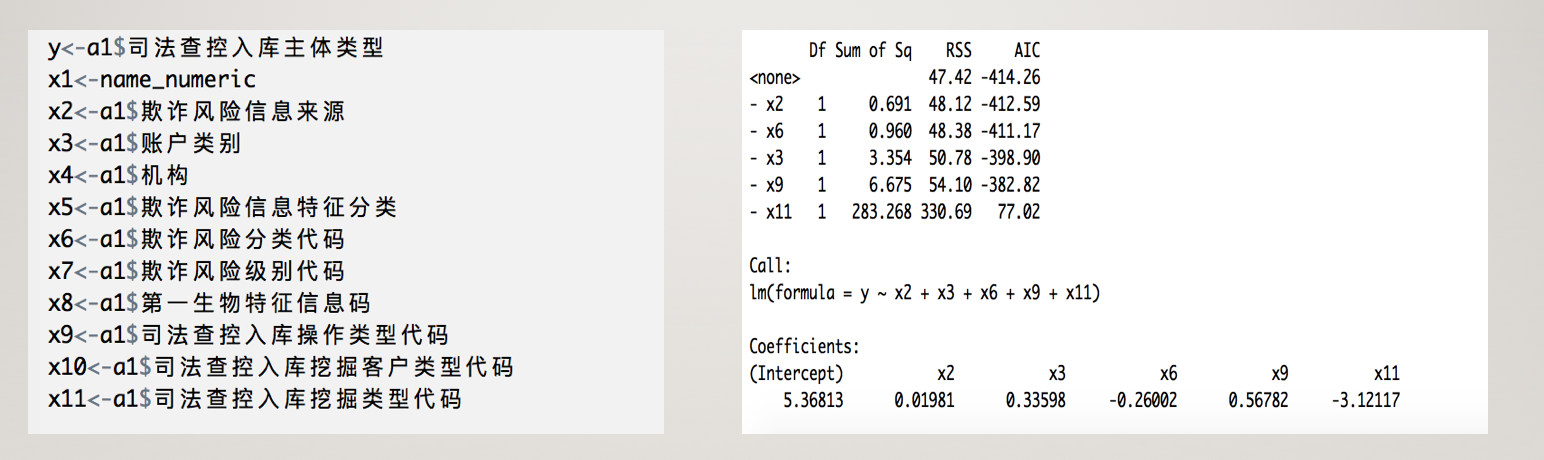 y<-a1$司法查控入库主体类型
x1<-name_numeric
x2<-a1$欺诈风险信息来源
x3<-a1$账户类别
x4<-a1$机构
x5<-a1$欺诈风险信息特征分类
x6<-a1$欺诈风险分类代码
x7<-a1$欺诈风险级别代码
x8<-a1$第一生物特征信息码
x9<-a1$司法查控入库操作类型代码
x10<-a1$司法查控入库挖掘客户类型代码
x11<-a1$司法查控入库挖掘类型代码
Df Sum of Sq RSS AIC
<none> 47.42 -414.26
- x2 1 0.691 48.12 -412.59
- x6 1 0.960 48.38 -411.17
- x3 1 3.354 50.78 -398.90
- x9 1 6.675 54.10 -382.82
- x11 1 283.268 330.69 77.02
Call:
lm(formula = y ~ x2 + x3 + x6 + x9 + x11)
Coefficients:
(Intercept) x2 x3 x6 x9 x11
5.36813 0.01981 0.33598 -0.26002 0.56782 -3.12117